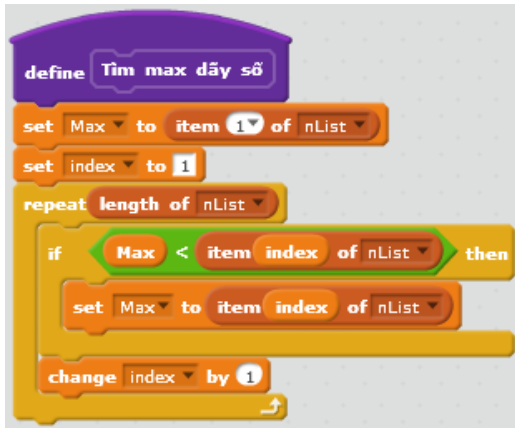 define Tìm max dãy số
set Max to item 1 of nList
set index to 1
repeat length of nList
if Max < item index of nList then
set Max to item index of nList
change index by 1